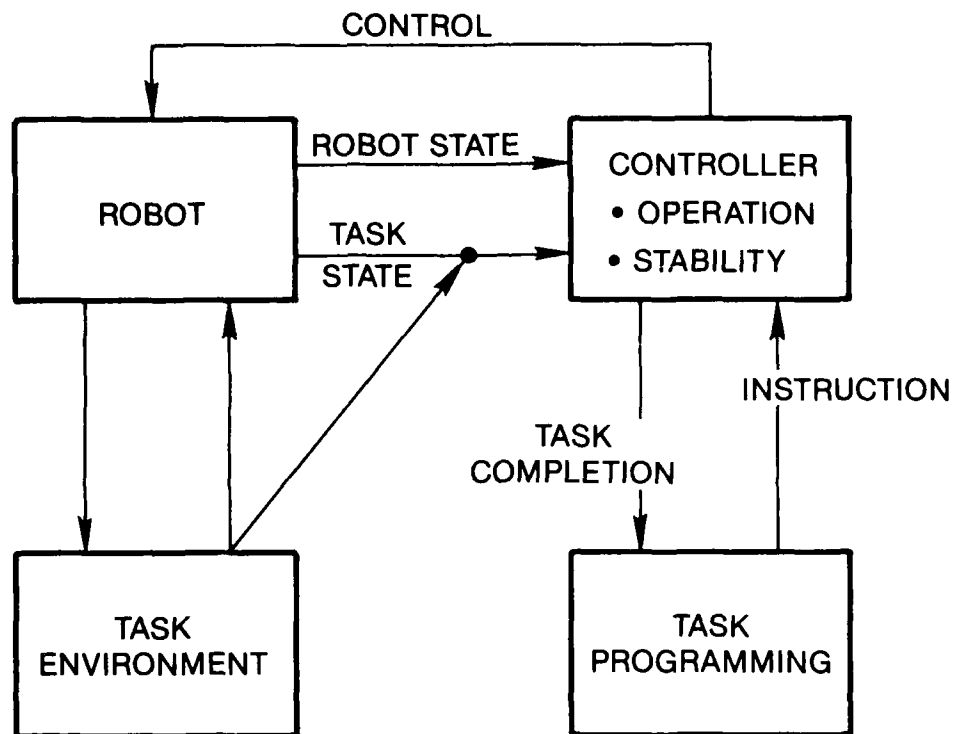 CONTROL
ROBOT
ROBOT STATE
TASK
STATE
CONTROLLER
• OPERATION
• STABILITY
TASK
COMPLETION
INSTRUCTION
TASK
ENVIRONMENT
TASK
PROGRAMMING